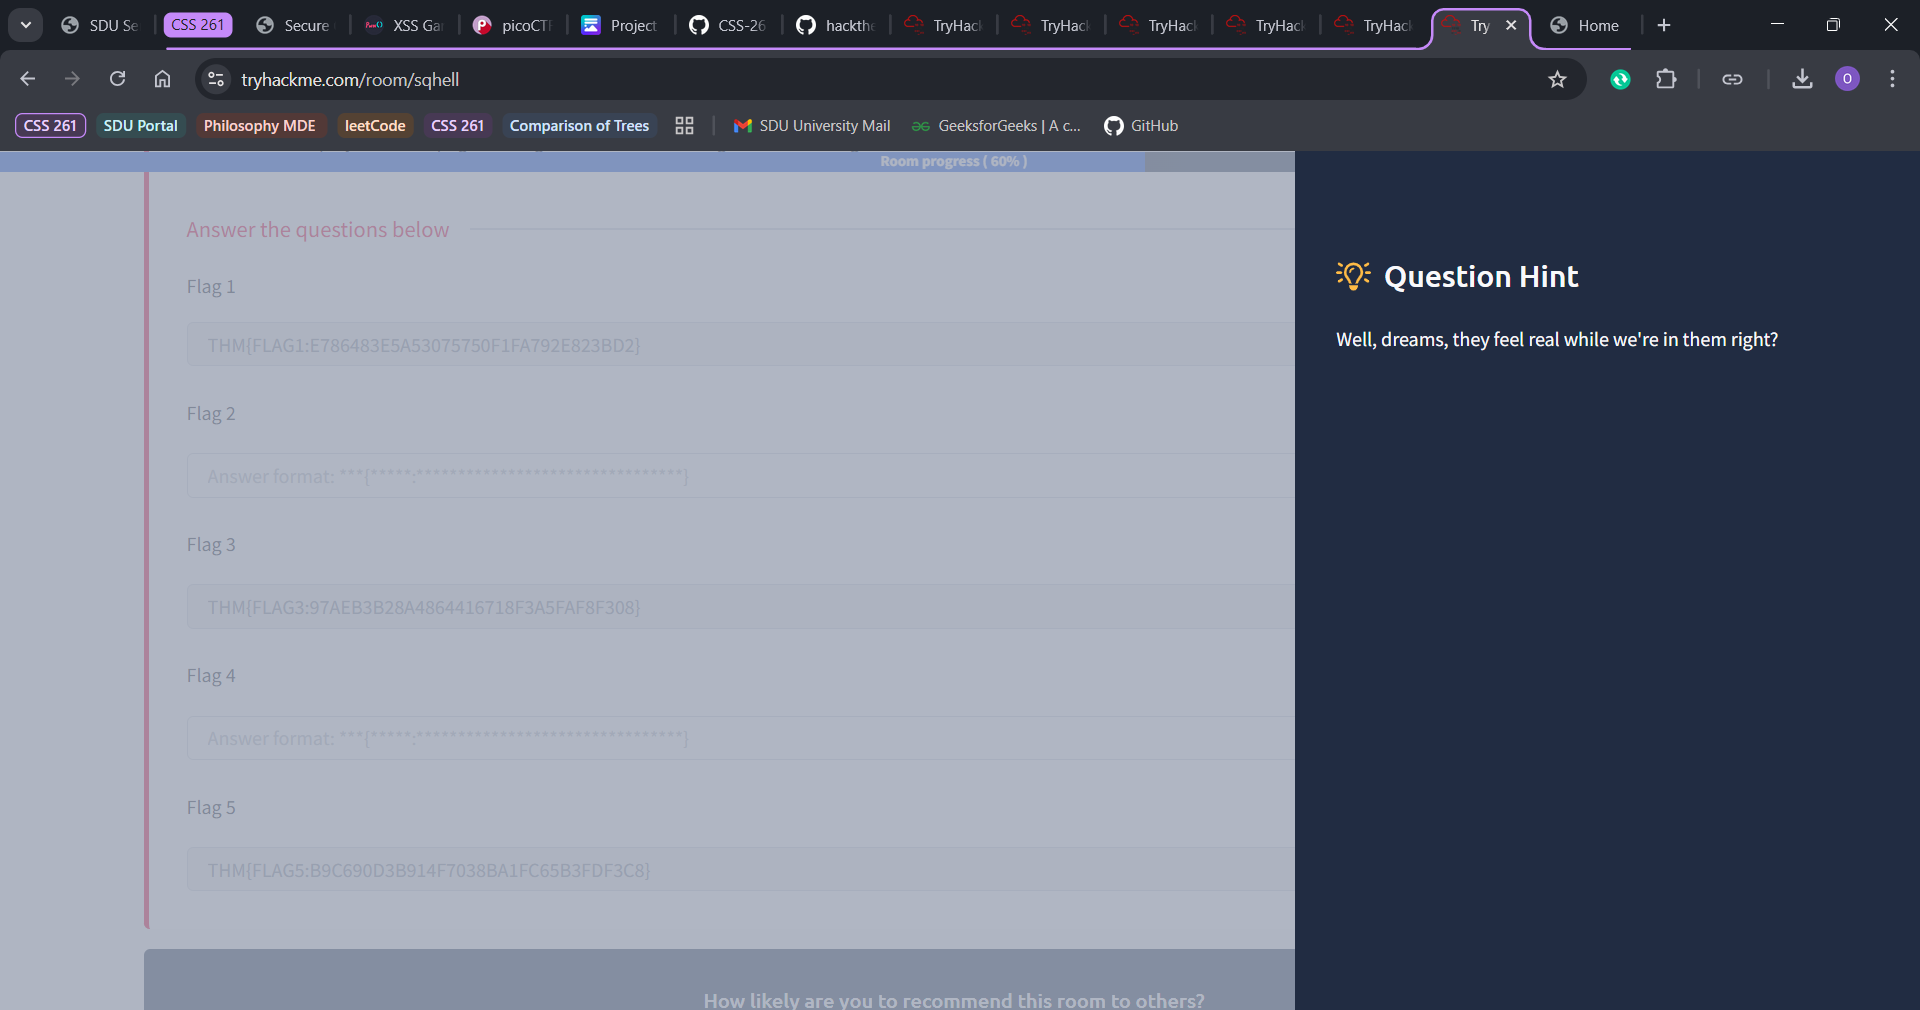 SDU Se
CSS 261
Secure
XSS Ga
picoCTF
Project
CSS-26
hackthe
TryHack
TryHack
TryHack
TryHack
TryHack
Try
Home
tryhackme.com/room/sqhell
O
CSS 261
SDU Portal
Philosophy MDE
leetCode
CSS 261
Comparison of Trees
SDU University Mail
GeeksforGeeks | A c...
GitHub
Room progress ( 60% )
Answer the questions below
Flag 1
THM{FLAG1:E786483E5A53075750F1FA792E823BD2}
Flag 2
Answer format: ***{*****:********************************}
Flag 3
THM{FLAG3:97AEB3B28A4864416718F3A5FAF8F308}
Flag 4
Answer format: ***{*****:********************************}
Flag 5
THM{FLAG5:B9C690D3B914F7038BA1FC65B3FDF3C8}
How likely are you to recommend this room to others?
Question Hint
Well, dreams, they feel real while we're in them right?